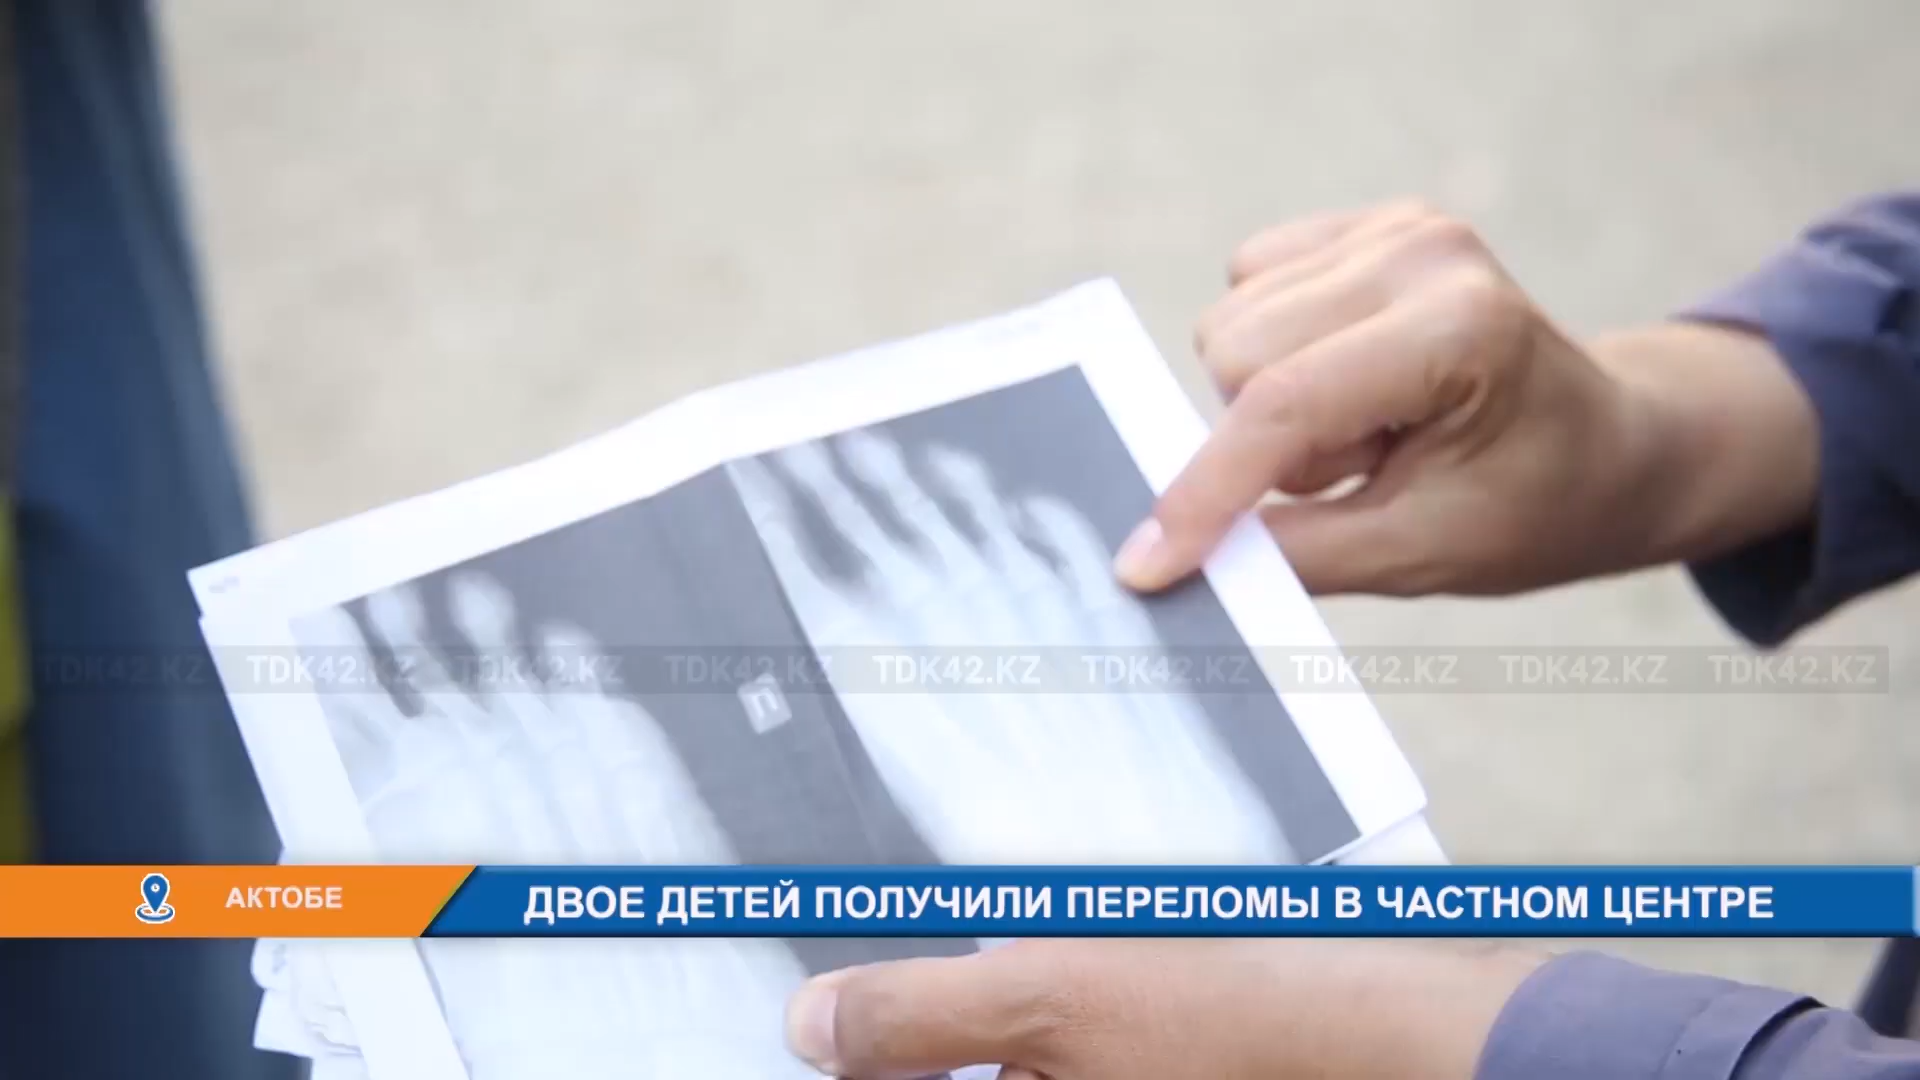 TDK42.KZ TDK42.KZ TDK42.KZ TDK42.KZ TDK42.KZ TDK42.KZ TDK42.KZ TDK42.KZ TDK42.KZ
П
АКТОБЕ ДВОЕ ДЕТЕЙ ПОЛУЧИЛИ ПЕРЕЛОМЫ В ЧАСТНОМ ЦЕНТРЕ